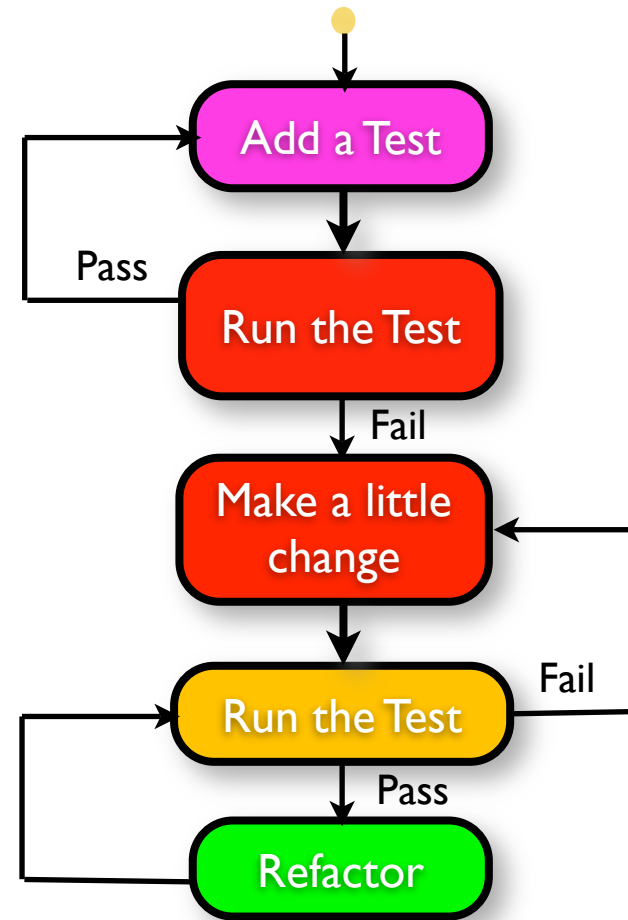 Add a Test
Pass
Run the Test
Fail
Make a little
change
Run the Test
Fail
Pass
Refactor